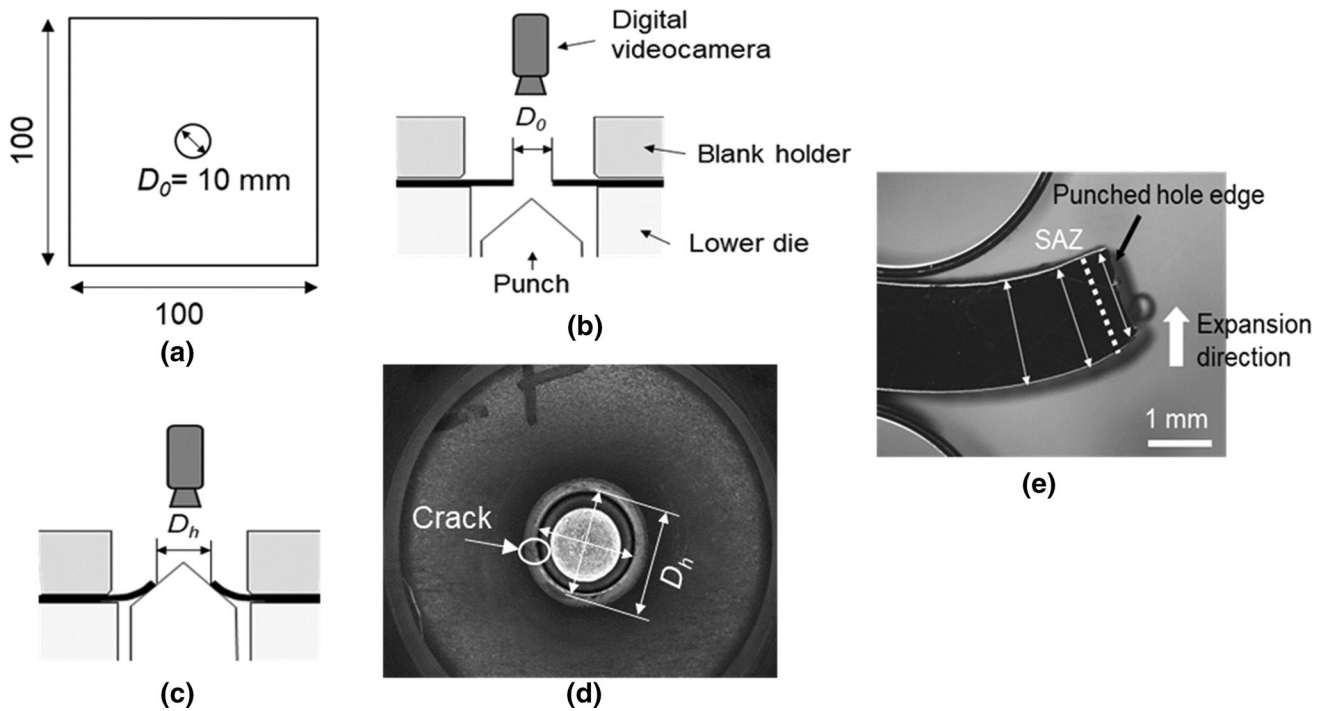 100
D0= 10 mm
100
(a)
Digital
videocamera
D0
Blank holder
Lower die
Punch
(b)
Dh
(c)
Crack
Dh
(d)
Punched hole edge
SAZ
Expansion
direction
1 mm
(e)